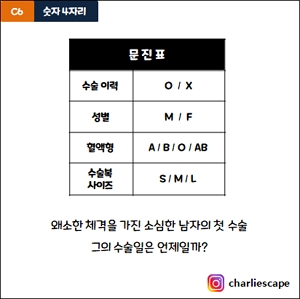 C6 숫자 4자리
문진표
수술 이력 O / X
성별 M / F
혈액형 A / B / O / AB
수술복
사이즈 S / M / L
왜소한 체격을 가진 소심한 남자의 첫 수술
그의 수술일은 언제일까?
charliescape